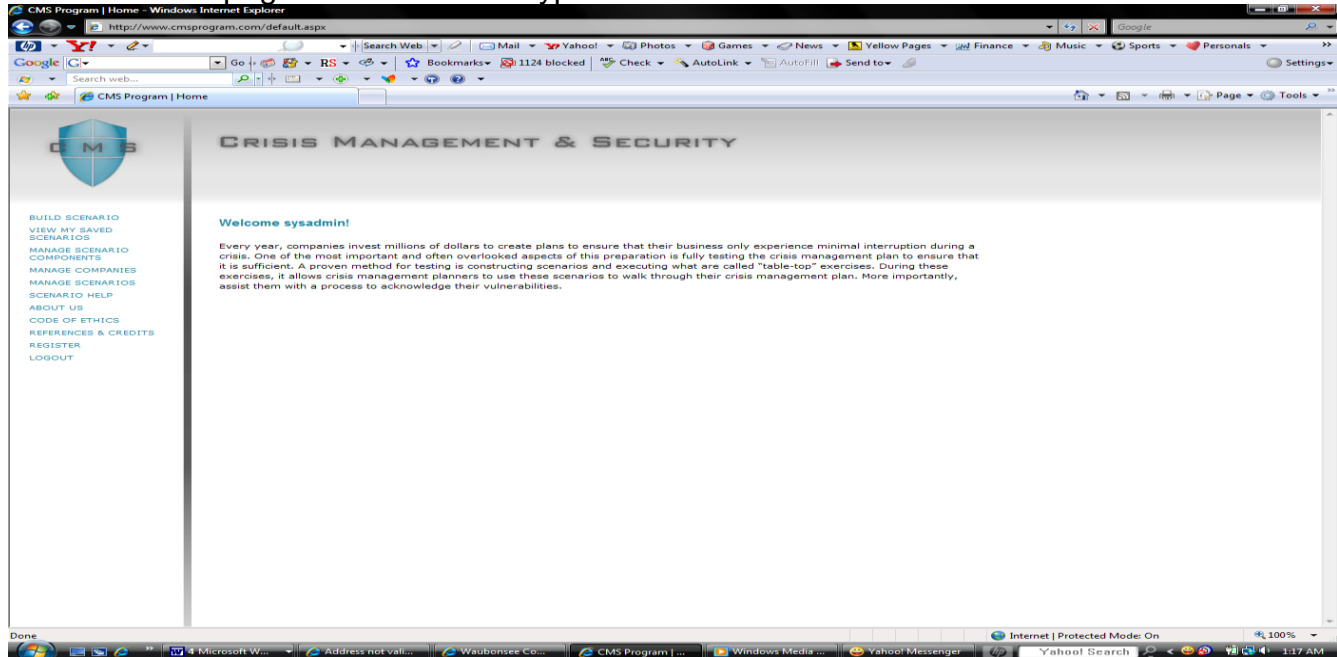 CMS Program | Home - Windows Internet Explorer
http://www.cmsprogram.com/default.aspx
Google
Search Web Mail Yahoo! Photos Games News Yellow Pages Finance Music Sports Personals
Google G Go RS Bookmarks 1124 blocked Check AutoLink AutoFill Send to Settings
Search web...
CMS Program | Home Page Tools
C M S
Crisis Management & Security
BUILD SCENARIO
VIEW MY SAVED
SCENARIOS
MANAGE SCENARIO
COMPONENTS
MANAGE COMPANIES
MANAGE SCENARIOS
SCENARIO HELP
ABOUT US
CODE OF ETHICS
REFERENCES & CREDITS
REGISTER
LOGOUT
Welcome sysadmin!
Every year, companies invest millions of dollars to create plans to ensure that their business only experience minimal interruption during a
crisis. One of the most important and often overlooked aspects of this preparation is fully testing the crisis management plan to ensure that
it is sufficient. A proven method for testing is constructing scenarios and executing what are called "table-top" exercises. During these
exercises, it allows crisis management planners to use these scenarios to walk through their crisis management plan. More importantly,
assist them with a process to acknowledge their vulnerabilities.
Done Internet | Protected Mode: On 100%
4 Microsoft W... Address not vali... Waubonsee Co... CMS Program | ... Windows Media ... Yahoo! Messenger Yahoo! Search 1:17 AM